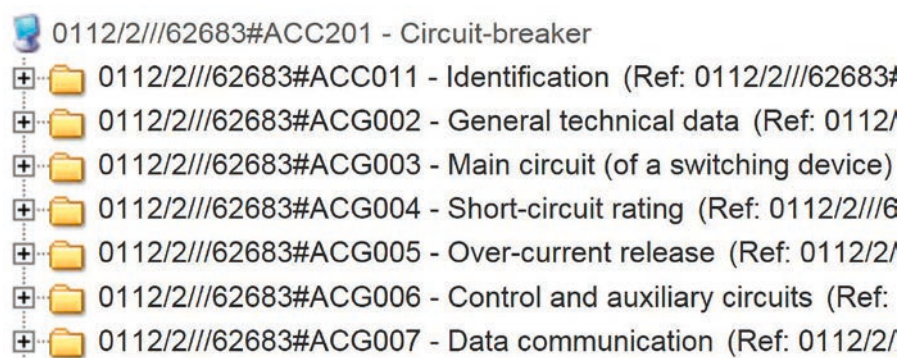 0112/2///62683#ACC201 - Circuit-breaker
0112/2///62683#ACC011 - Identification (Ref: 0112/2///62683#
0112/2///62683#ACG002 - General technical data (Ref: 0112/
0112/2///62683#ACG003 - Main circuit (of a switching device)
0112/2///62683#ACG004 - Short-circuit rating (Ref: 0112/2///6
0112/2///62683#ACG005 - Over-current release (Ref: 0112/2/
0112/2///62683#ACG006 - Control and auxiliary circuits (Ref:
0112/2///62683#ACG007 - Data communication (Ref: 0112/2/